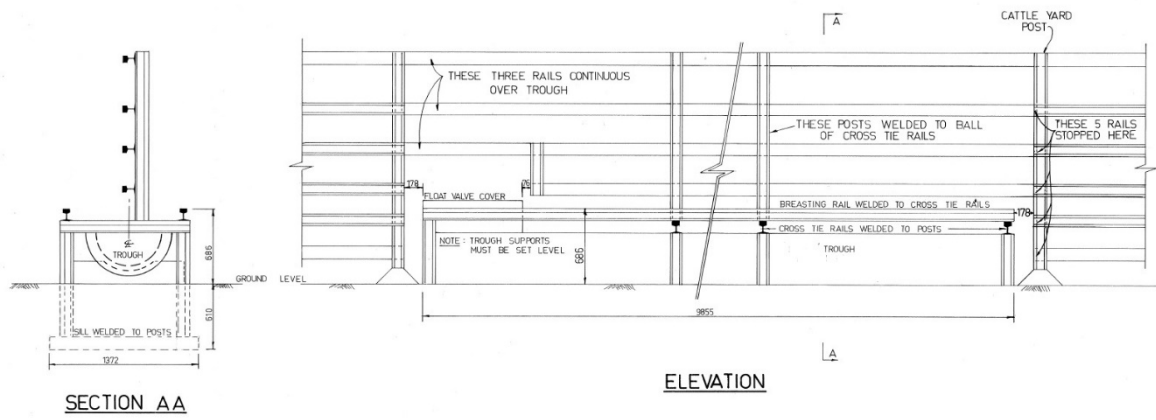 A
CATTLE YARD
POST
THESE THREE RAILS CONTINUOUS
OVER TROUGH
THESE POSTS WELDED TO BALL
OF CROSS TIE RAILS
THESE 5 RAILS
STOPPED HERE
178
76
FLOAT VALVE COVER
BREASTING RAIL WELDED TO CROSS TIE RAILS
178
CROSS TIE RAILS WELDED TO POSTS
NOTE : TROUGH SUPPORTS
MUST BE SET LEVEL
686
TROUGH
℄
TROUGH
686
GROUND LEVEL
610
SILL WELDED TO POSTS
1372
9855
A
SECTION AA
ELEVATION